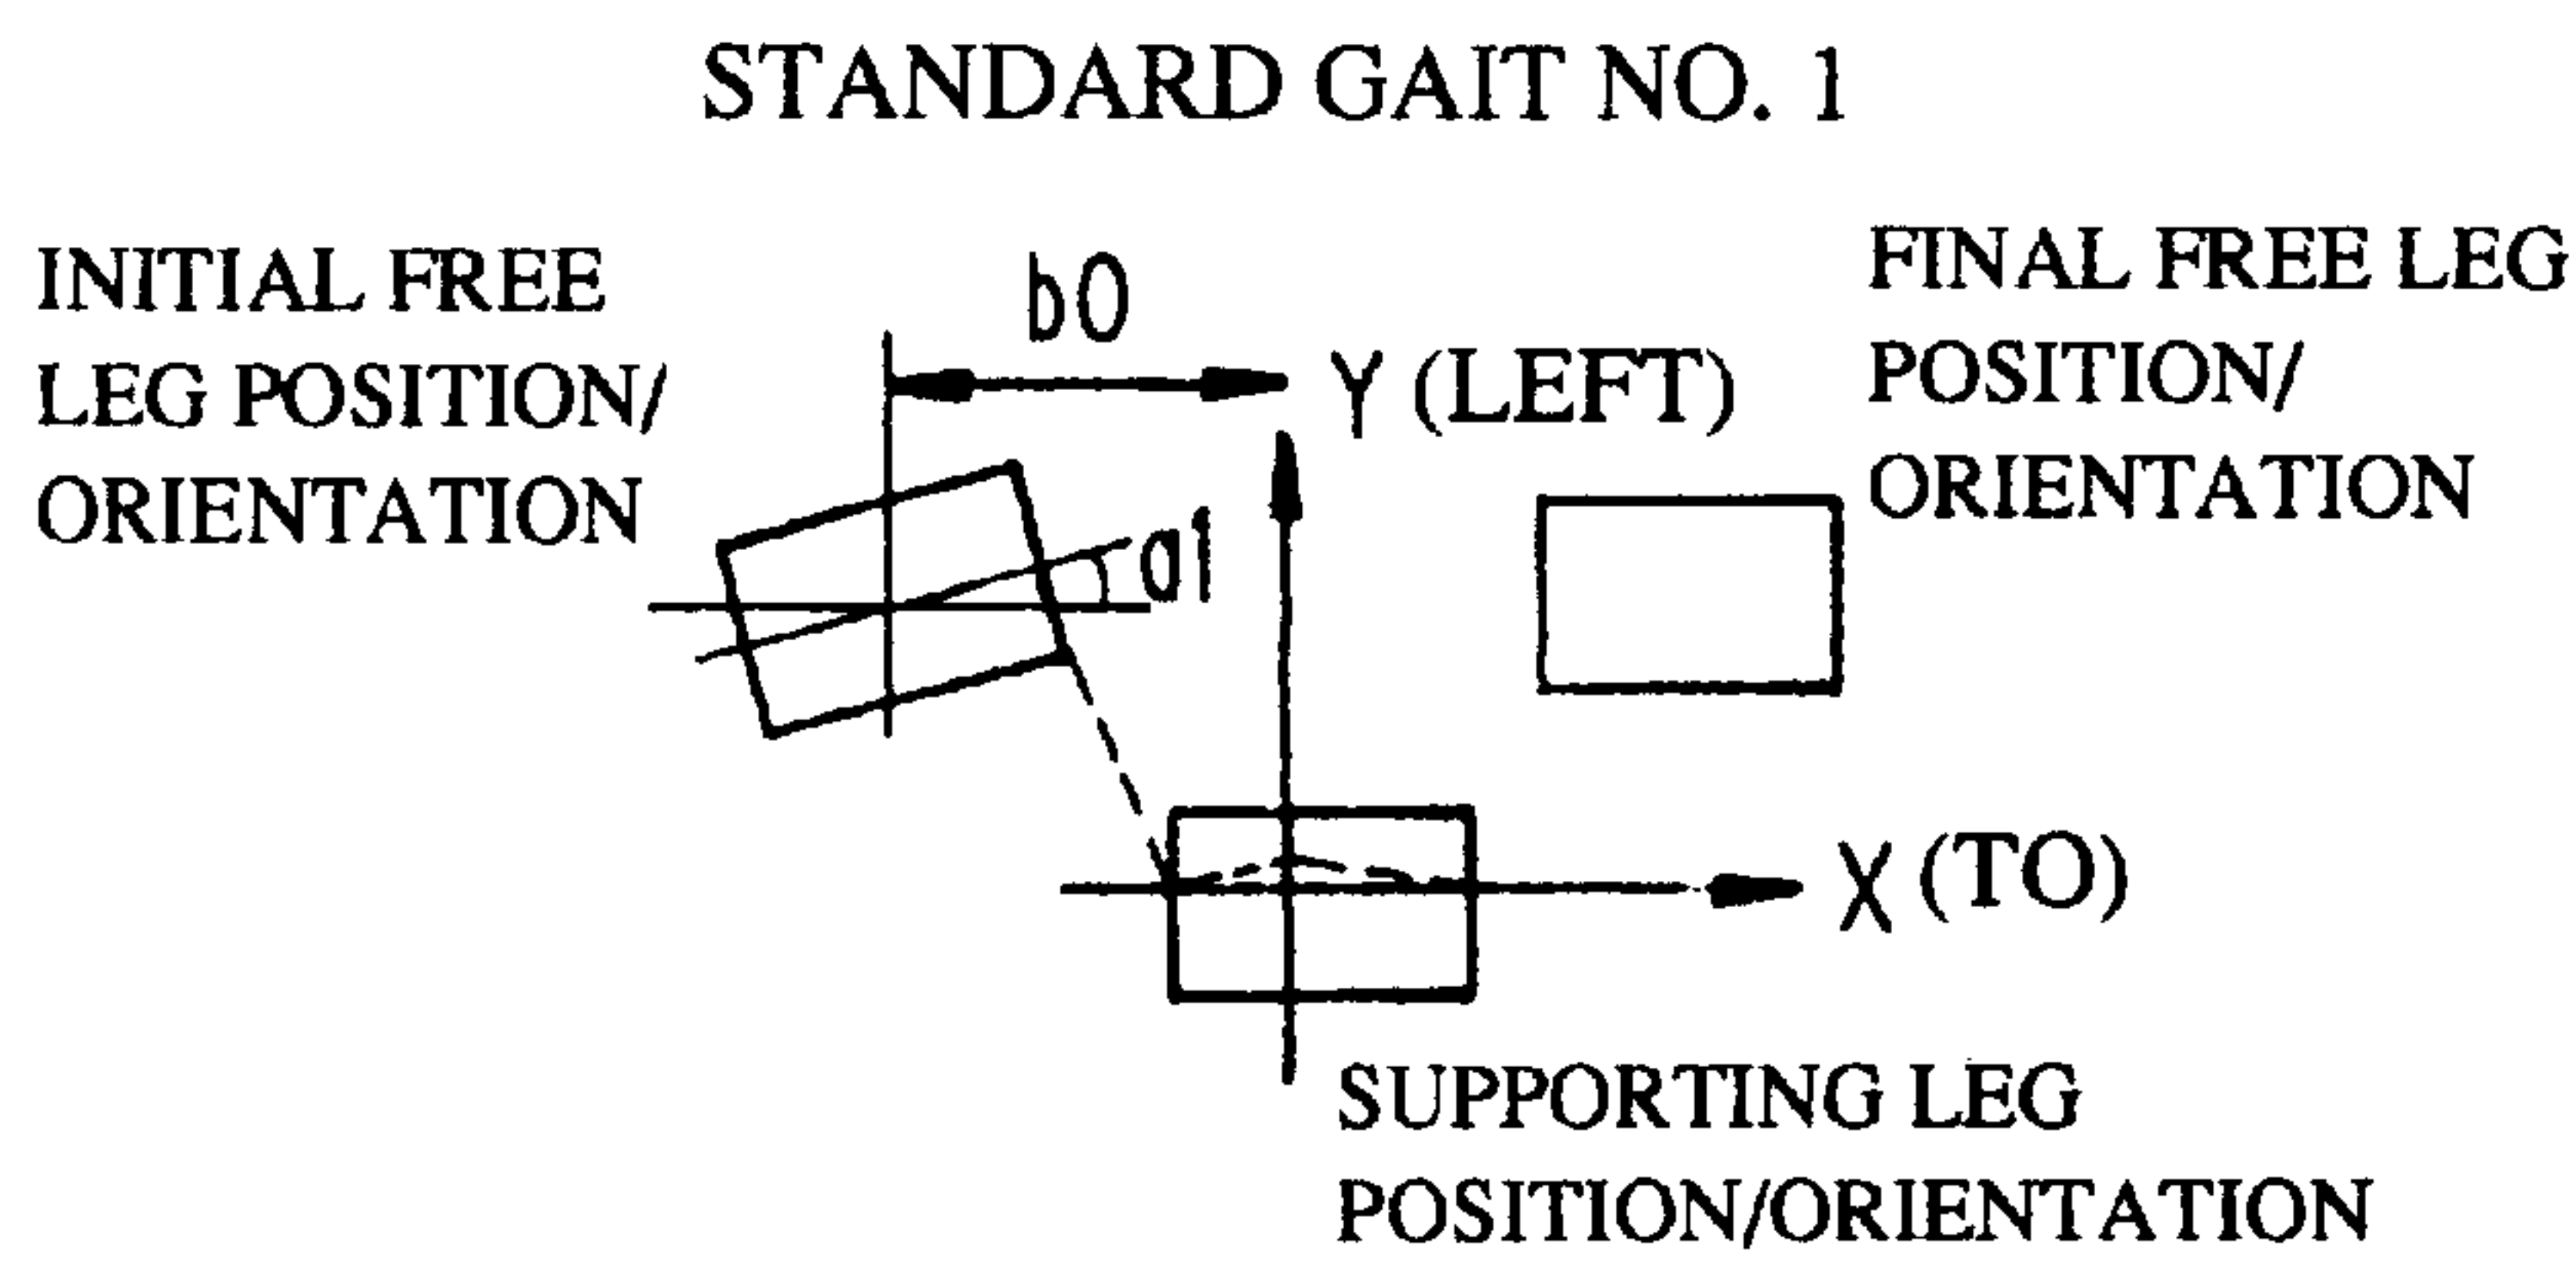 STANDARD GAIT NO. 1
INITIAL FREE
LEG POSITION/
ORIENTATION
b0
Y (LEFT)
FINAL FREE LEG
POSITION/
ORIENTATION
a1
X (TO)
SUPPORTING LEG
POSITION/ORIENTATION